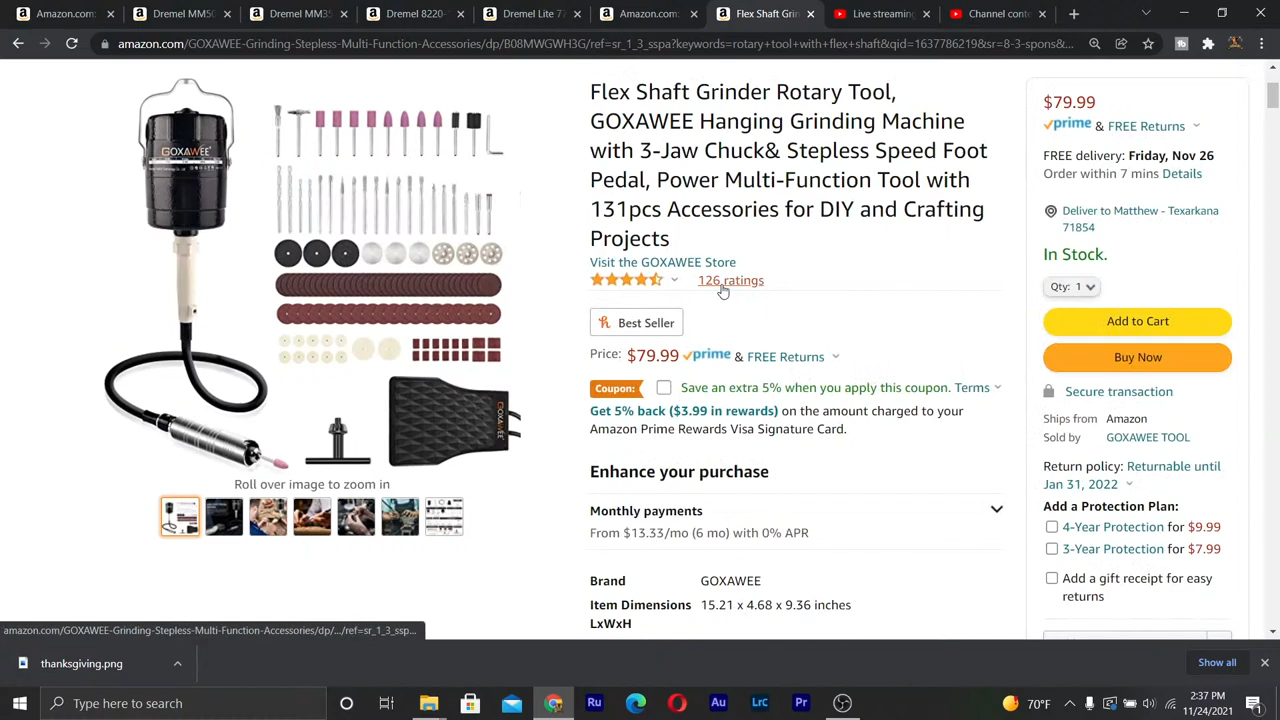 Amazon.com:
Dremel MM50
Dremel MM35
Dremel 8220-
Dremel Lite 77
Amazon.com:
Flex Shaft Grin
Live streaming
Channel conte
amazon.com/GOXAWEE-Grinding-Stepless-Multi-Function-Accessories/dp/B08MWGWH3G/ref=sr_1_3_sspa?keywords=rotary+tool+with+flex+shaft&qid=1637786219&sr=8-3-spons&...
GOXAWEE
Roll over image to zoom in
Flex Shaft Grinder Rotary Tool,
GOXAWEE Hanging Grinding Machine
with 3-Jaw Chuck& Stepless Speed Foot
Pedal, Power Multi-Function Tool with
131pcs Accessories for DIY and Crafting
Projects
Visit the GOXAWEE Store
126 ratings
Best Seller
Price: $79.99 prime & FREE Returns
Coupon: Save an extra 5% when you apply this coupon. Terms
Get 5% back ($3.99 in rewards) on the amount charged to your
Amazon Prime Rewards Visa Signature Card.
Enhance your purchase
Monthly payments
From $13.33/mo (6 mo) with 0% APR
Brand GOXAWEE
Item Dimensions 15.21 x 4.68 x 9.36 inches
LxWxH
$79.99
prime & FREE Returns
FREE delivery: Friday, Nov 26
Order within 7 mins Details
Deliver to Matthew - Texarkana
71854
In Stock.
Qty: 1
Add to Cart
Buy Now
Secure transaction
Ships from Amazon
Sold by GOXAWEE TOOL
Return policy: Returnable until
Jan 31, 2022
Add a Protection Plan:
4-Year Protection for $9.99
3-Year Protection for $7.99
Add a gift receipt for easy
returns
amazon.com/GOXAWEE-Grinding-Stepless-Multi-Function-Accessories/dp/.../ref=sr_1_3_ssp...
thanksgiving.png
Show all
Type here to search
Ru
Au
Lrc
Pr
70°F
2:37 PM
11/24/2021